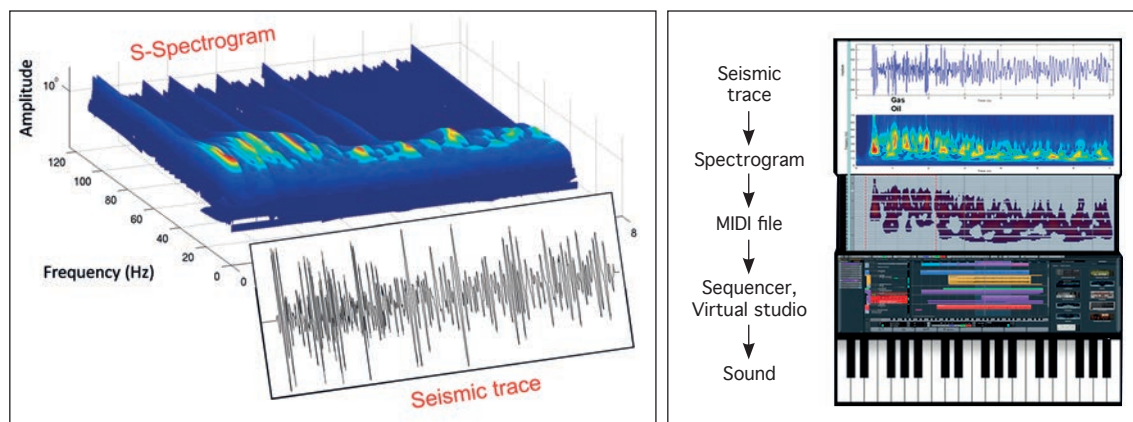 S-Spectrogram
Amplitude
10⁰
120
100
80
60
40
20
0
0
8
Frequency (Hz)
Seismic trace
Seismic
trace
Spectrogram
MIDI file
Sequencer,
Virtual studio
Sound
Gas
Oil